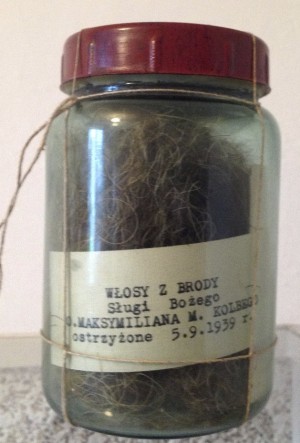 WŁOSY Z BRODY
Sługi Bożego
O.MAKSYMILIANA M. KOLBEGO
ostrzyżone 5.9.1939 r.